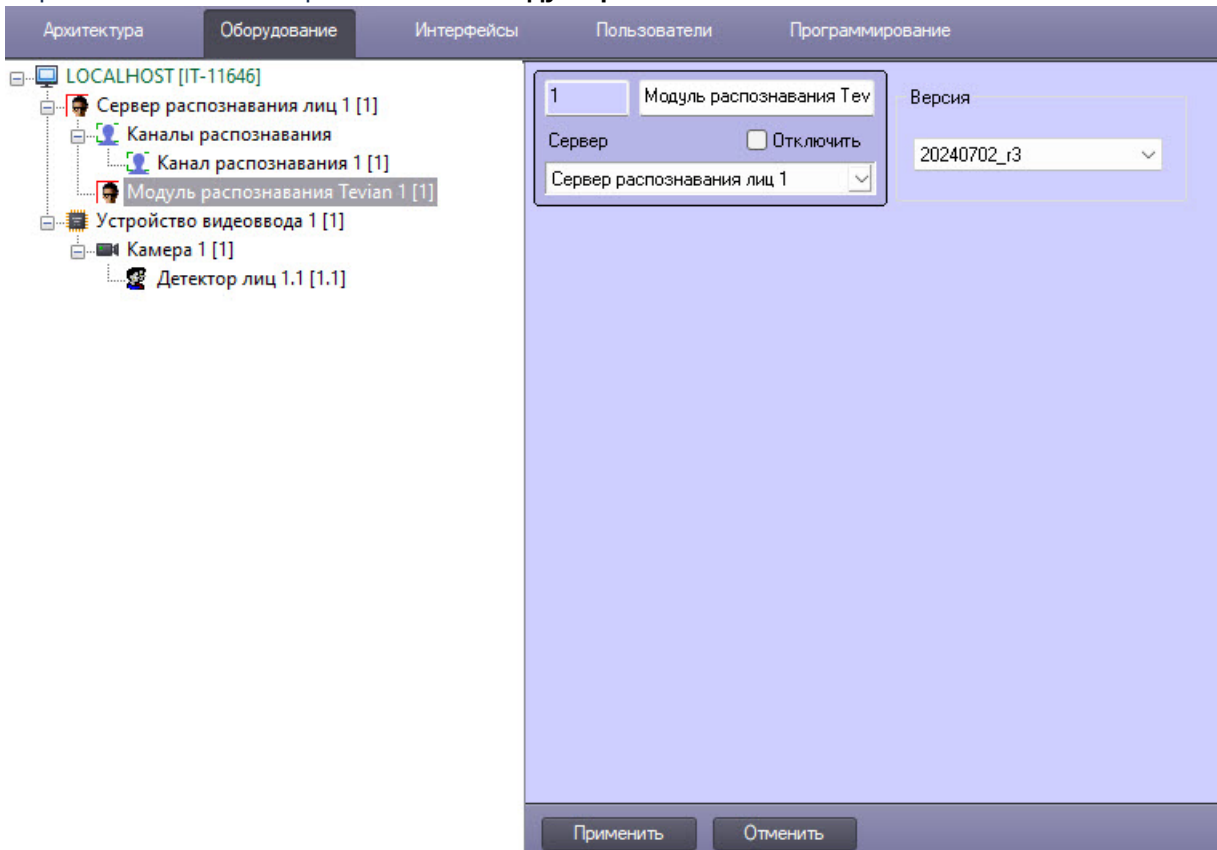 Архитектура Оборудование Интерфейсы Пользователи Программирование
LOCALHOST [IT-11646]
Сервер распознавания лиц 1 [1]
Каналы распознавания
Канал распознавания 1 [1]
Модуль распознавания Tevian 1 [1]
Устройство видеоввода 1 [1]
Камера 1 [1]
Детектор лиц 1.1 [1.1]
1 Модуль распознавания Tev
Сервер Отключить
Сервер распознавания лиц 1
Версия
20240702_r3
Применить Отменить